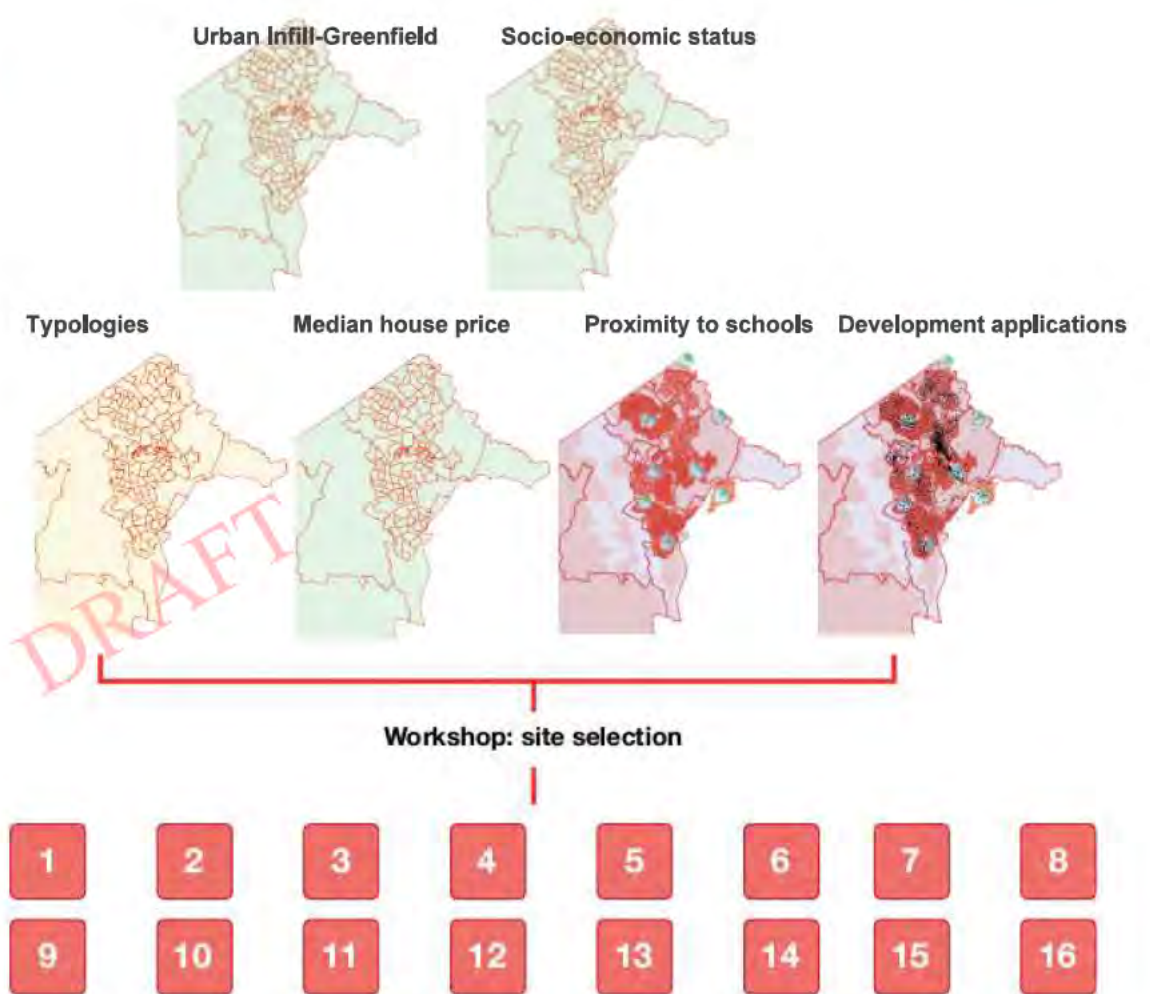 Urban Infill-Greenfield
Socio-economic status
Typologies
Median house price
Proximity to schools
Development applications
DRAFT
Workshop: site selection
1 2 3 4 5 6 7 8
9 10 11 12 13 14 15 16